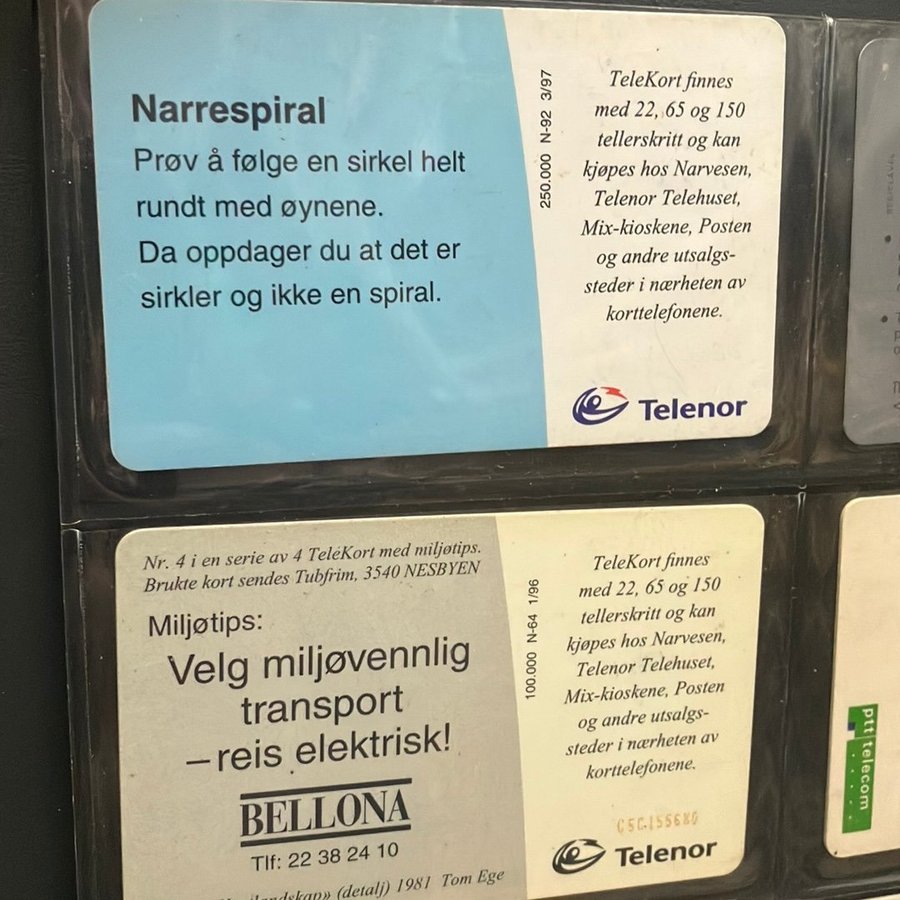 Narrespiral
Prøv å følge en sirkel helt
rundt med øynene.
Da oppdager du at det er
sirkler og ikke en spiral.
250.000 N-92 3/97
TeleKort finnes
med 22, 65 og 150
tellerskritt og kan
kjøpes hos Narvesen,
Telenor Telehuset,
Mix-kioskene, Posten
og andre utsalgs-
steder i nærheten av
korttelefonene.
Telenor
Nr. 4 i en serie av 4 TeleKort med miljøtips.
Brukte kort sendes Tubfrim, 3540 NESBYEN
Miljøtips:
Velg miljøvennlig
transport
– reis elektrisk!
BELLONA
Tlf: 22 38 24 10
(detalj) 1981 Tom Ege
100.000 N-64 1/96
TeleKort finnes
med 22, 65 og 150
tellerskritt og kan
kjøpes hos Narvesen,
Telenor Telehuset,
Mix-kioskene, Posten
og andre utsalgs-
steder i nærheten av
korttelefonene.
Telenor
ptt telecom